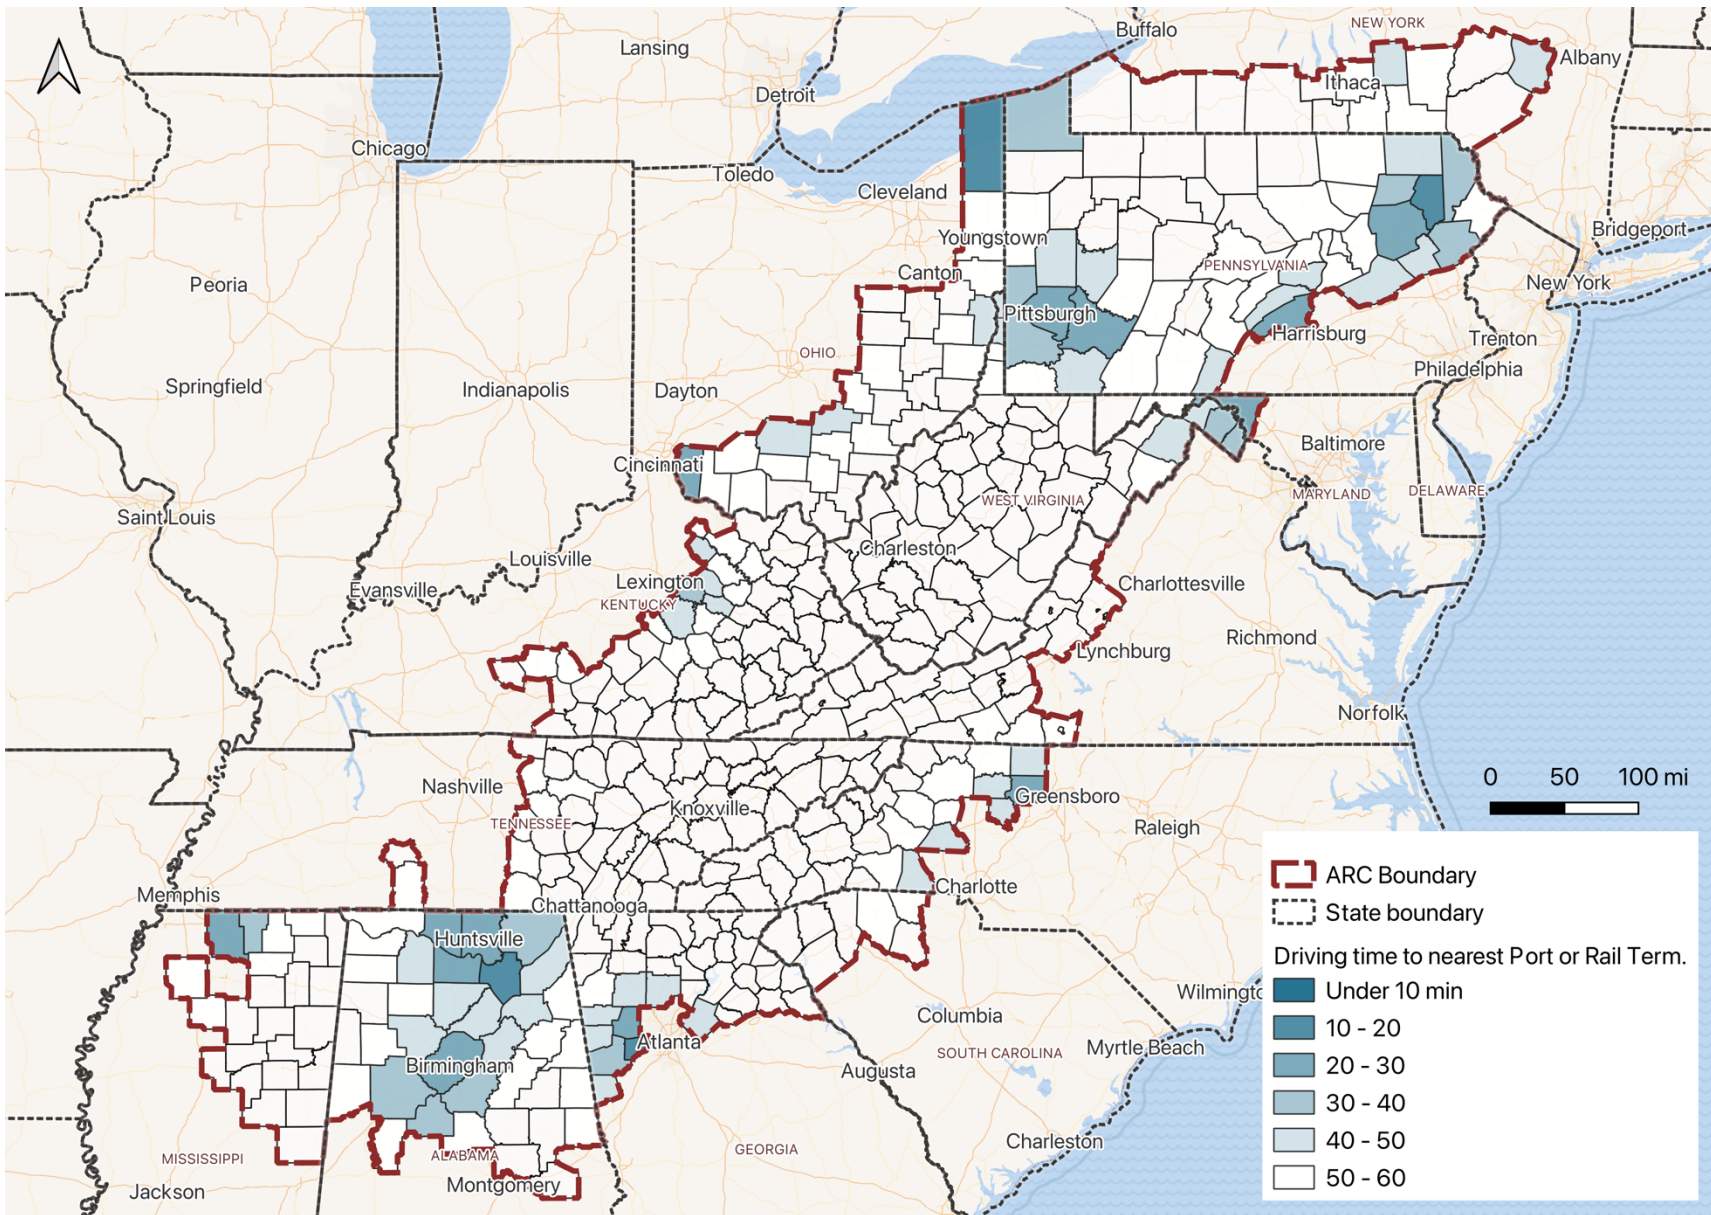 NEW YORK
Buffalo
Lansing
Albany
Detroit
Ithaca
Chicago
Toledo
Cleveland
Bridgeport
Youngstown
PENNSYLVANIA
Canton
New York
Peoria
Pittsburgh
Harrisburg
Trenton
OHIO
Philadelphia
Springfield
Indianapolis
Dayton
Baltimore
Cincinnati
MARYLAND
DELAWARE
WEST VIRGINIA
Saint Louis
Charleston
Louisville
Lexington
Charlottesville
Evansville
KENTUCKY
Richmond
Lynchburg
Norfolk
0 50 100 mi
Nashville
Greensboro
Knoxville
TENNESSEE
Raleigh
Memphis
Charlotte
Chattanooga
Huntsville
Wilmingto
Columbia
Atlanta
SOUTH CAROLINA
Myrtle Beach
Birmingham
Augusta
Charleston
GEORGIA
MISSISSIPPI
ALABAMA
Jackson
Montgomery
ARC Boundary
State boundary
Driving time to nearest Port or Rail Term.
Under 10 min
10 - 20
20 - 30
30 - 40
40 - 50
50 - 60